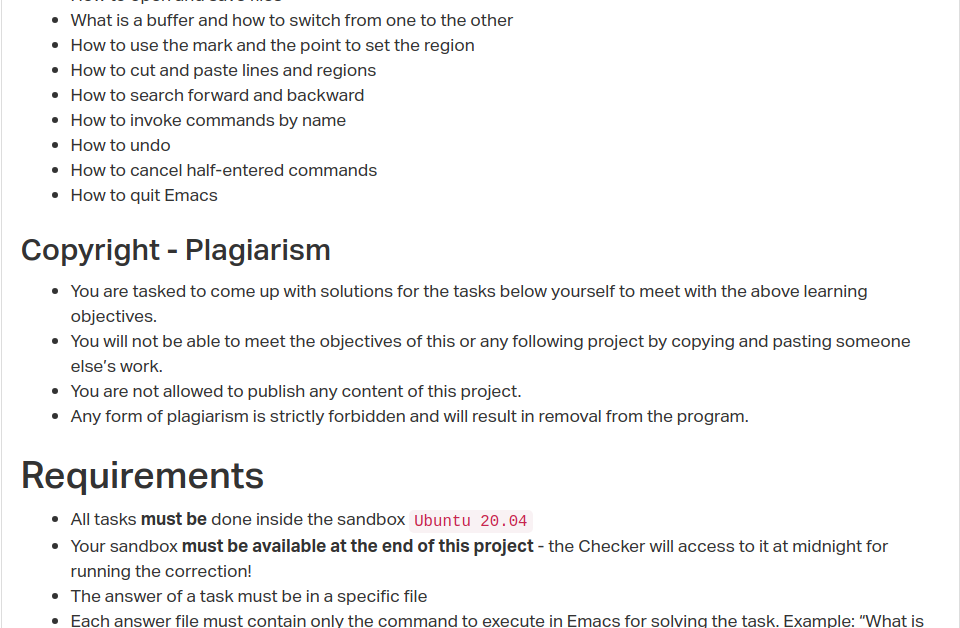 How to open and save files
What is a buffer and how to switch from one to the other
How to use the mark and the point to set the region
How to cut and paste lines and regions
How to search forward and backward
How to invoke commands by name
How to undo
How to cancel half-entered commands
How to quit Emacs
Copyright - Plagiarism
You are tasked to come up with solutions for the tasks below yourself to meet with the above learning
objectives.
You will not be able to meet the objectives of this or any following project by copying and pasting someone
else's work.
You are not allowed to publish any content of this project.
Any form of plagiarism is strictly forbidden and will result in removal from the program.
Requirements
All tasks must be done inside the sandbox Ubuntu 20.04
Your sandbox must be available at the end of this project - the Checker will access to it at midnight for
running the correction!
The answer of a task must be in a specific file
Each answer file must contain only the command to execute in Emacs for solving the task. Example: “What is